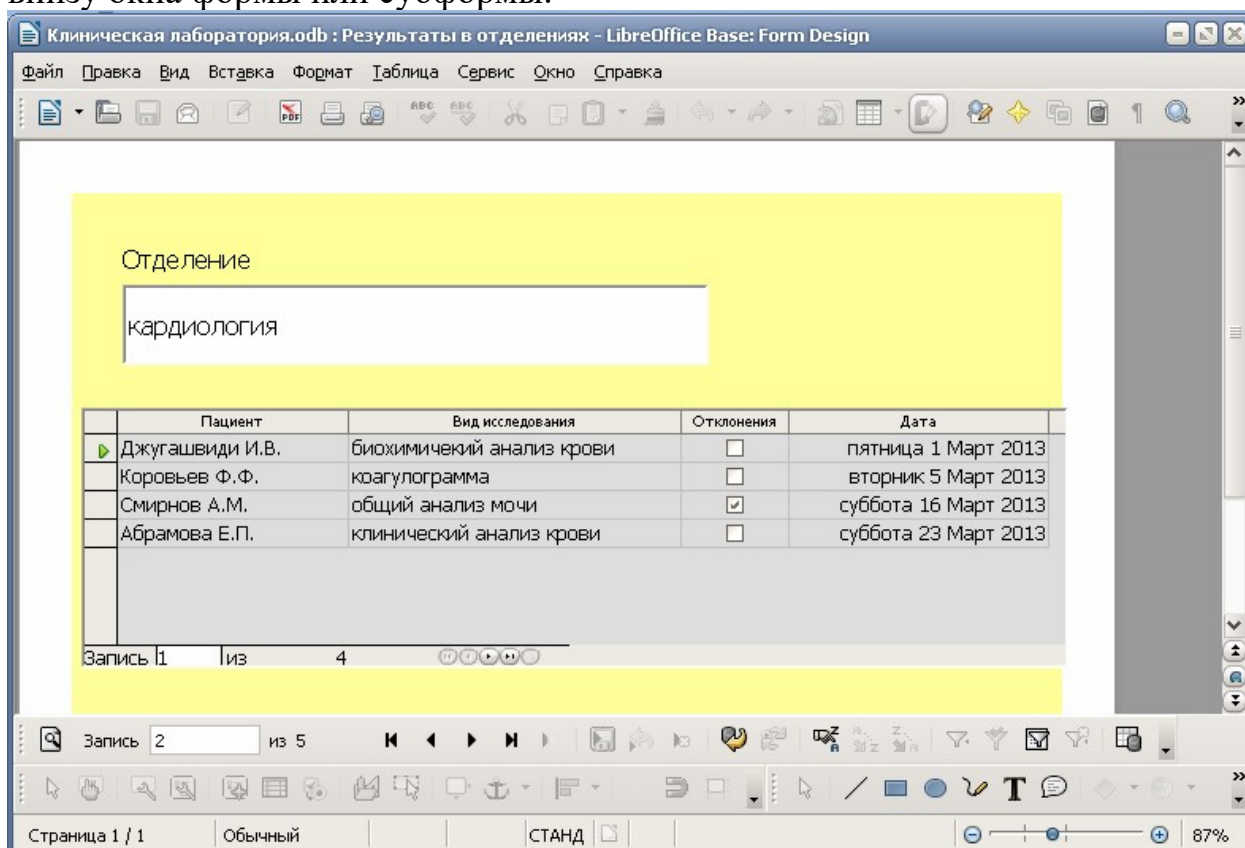 внизу окна формы или субформы.
Клиническая лаборатория.odb : Результаты в отделениях - LibreOffice Base: Form Design
Файл Правка Вид Вставка Формат Таблица Сервис Окно Справка
Отделение
кардиология
Пациент Вид исследования Отклонения Дата
Джугашвиди И.В. биохимичекий анализ крови пятница 1 Март 2013
Коровьев Ф.Ф. коагулограмма вторник 5 Март 2013
Смирнов А.М. общий анализ мочи суббота 16 Март 2013
Абрамова Е.П. клинический анализ крови суббота 23 Март 2013
Запись 1 из 4
Запись 2 из 5
Страница 1 / 1 Обычный СТАНД 87%